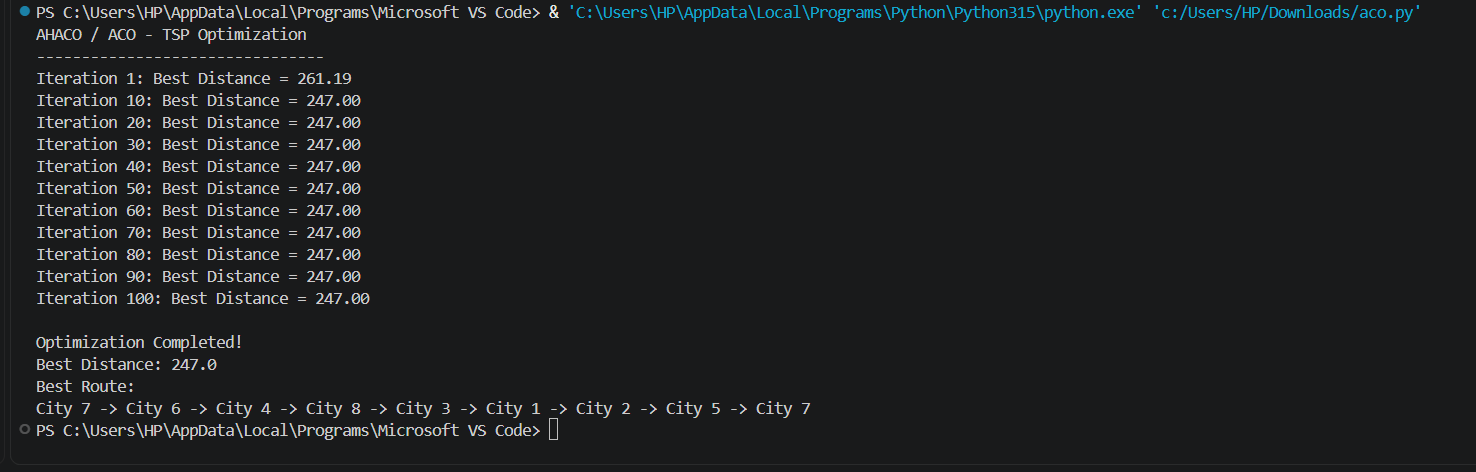 PS C:\Users\HP\AppData\Local\Programs\Microsoft VS Code> & 'C:\Users\HP\AppData\Local\Programs\Python\Python315\python.exe' 'c:/Users/HP/Downloads/aco.py'
AHACO / ACO - TSP Optimization
--------------------------------
Iteration 1: Best Distance = 261.19
Iteration 10: Best Distance = 247.00
Iteration 20: Best Distance = 247.00
Iteration 30: Best Distance = 247.00
Iteration 40: Best Distance = 247.00
Iteration 50: Best Distance = 247.00
Iteration 60: Best Distance = 247.00
Iteration 70: Best Distance = 247.00
Iteration 80: Best Distance = 247.00
Iteration 90: Best Distance = 247.00
Iteration 100: Best Distance = 247.00
Optimization Completed!
Best Distance: 247.0
Best Route:
City 7 -> City 6 -> City 4 -> City 8 -> City 3 -> City 1 -> City 2 -> City 5 -> City 7
PS C:\Users\HP\AppData\Local\Programs\Microsoft VS Code>